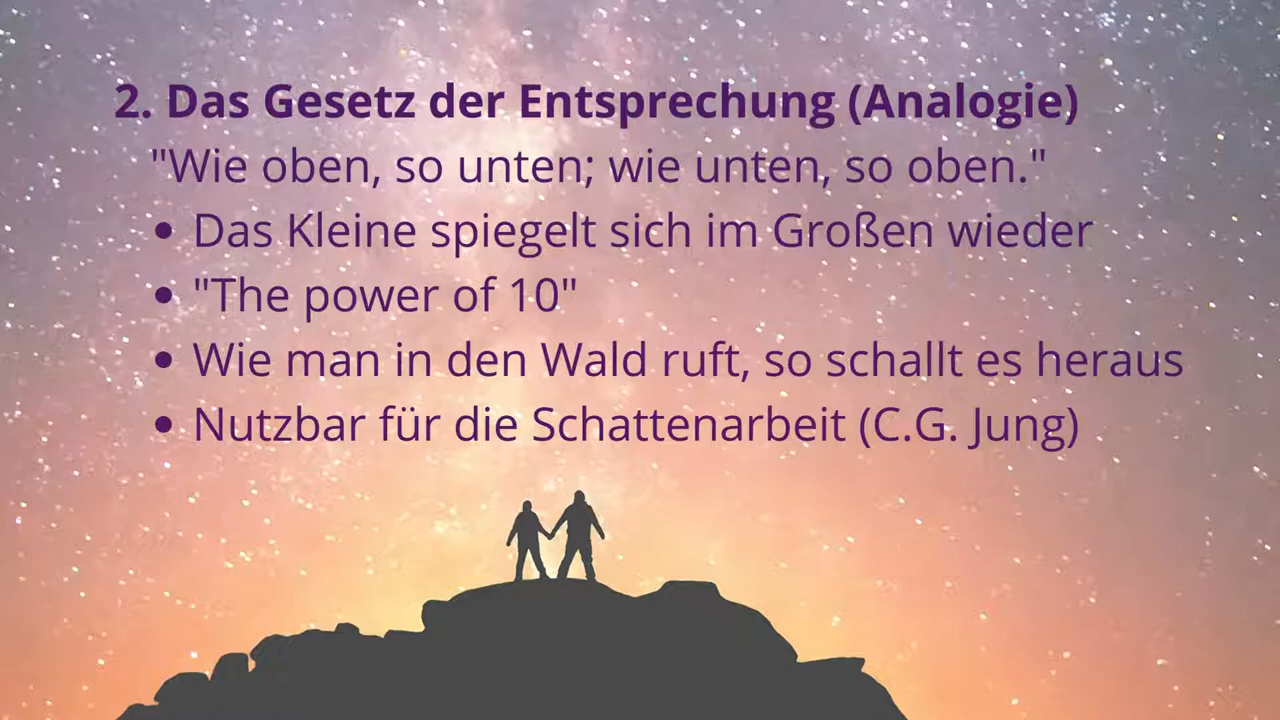 2. Das Gesetz der Entsprechung (Analogie)
"Wie oben, so unten; wie unten, so oben."
• Das Kleine spiegelt sich im Großen wieder
• "The power of 10"
• Wie man in den Wald ruft, so schallt es heraus
• Nutzbar für die Schattenarbeit (C.G. Jung)